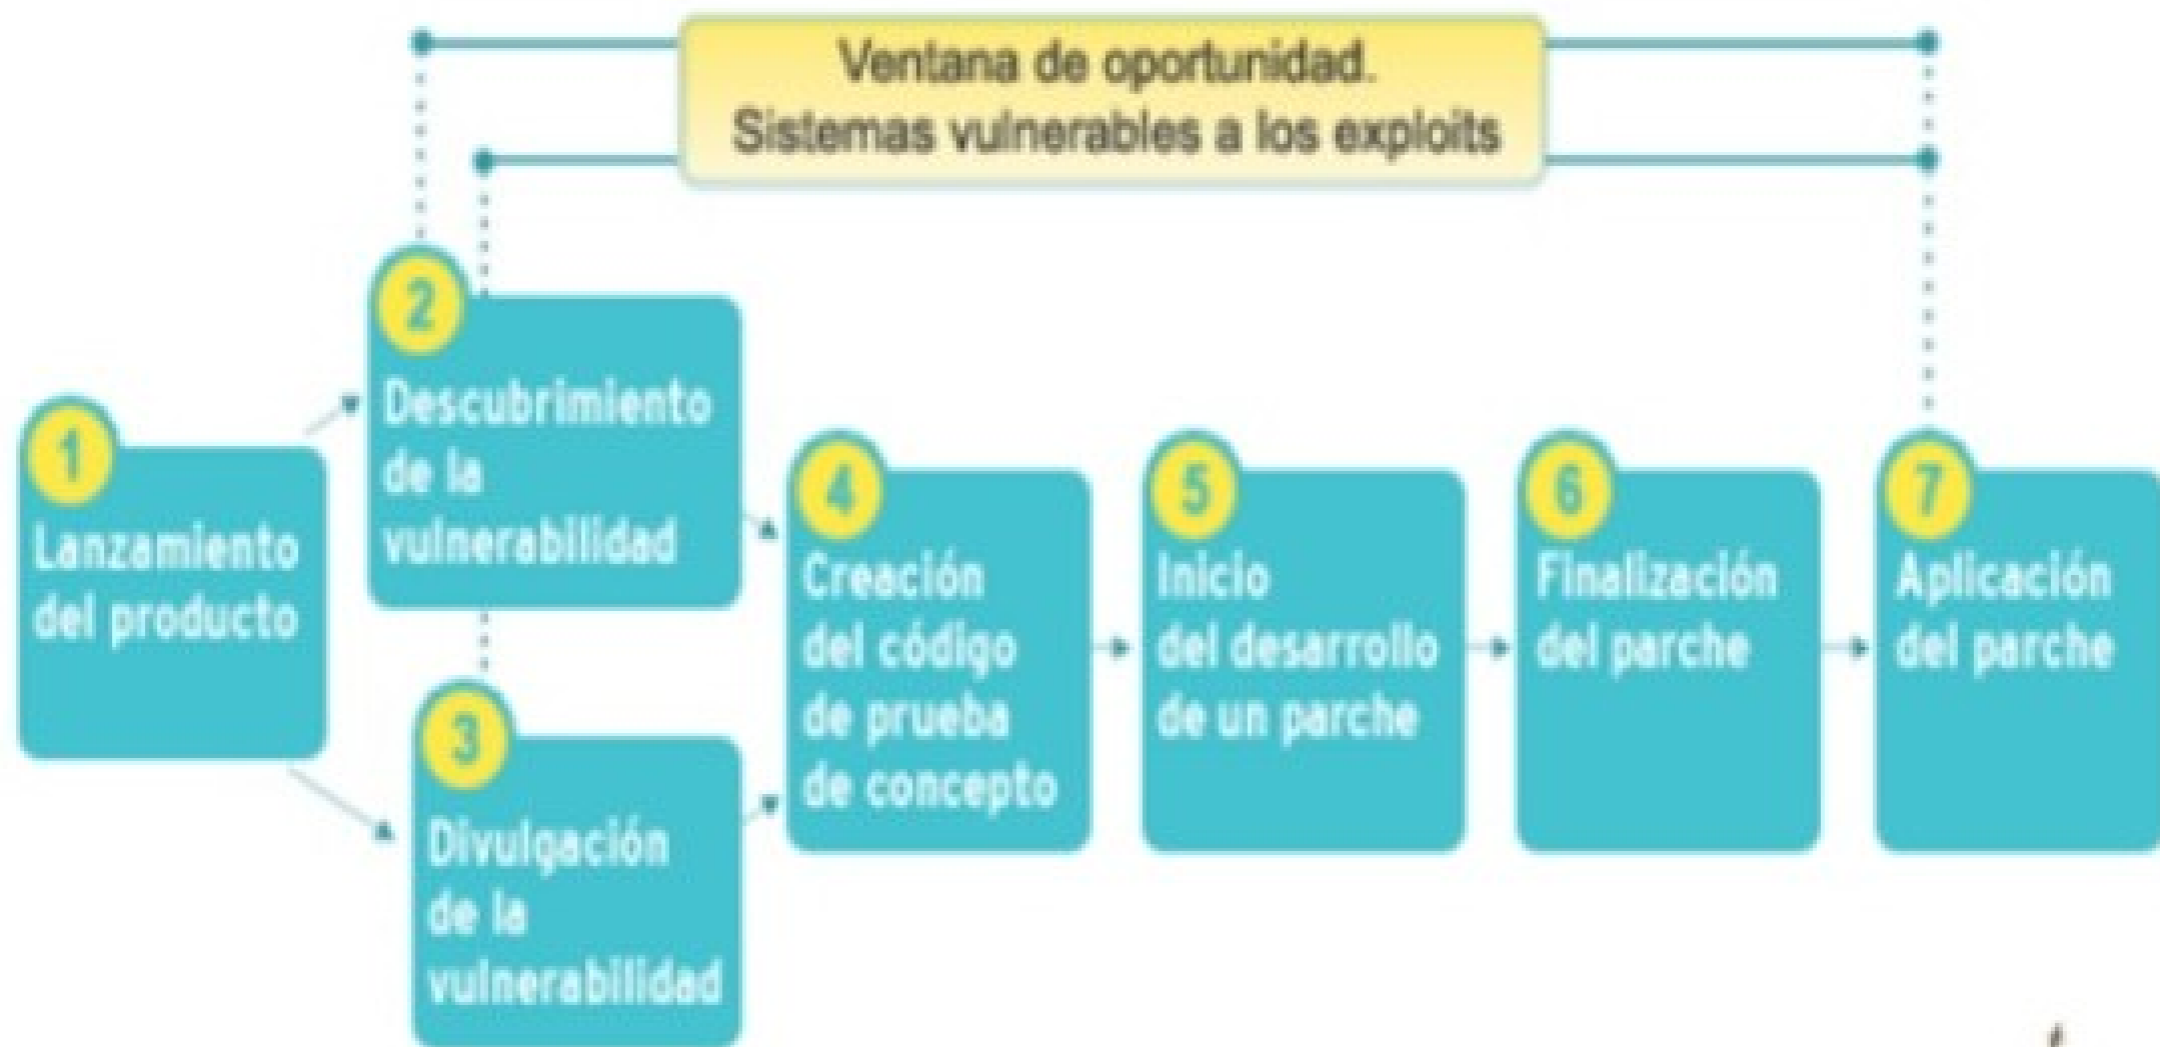 Ventana de oportunidad.
Sistemas vulnerables a los exploits
1
Lanzamiento
del producto
2
Descubrimiento
de la
vulnerabilidad
3
Divulgación
de la
vulnerabilidad
4
Creación
del código
de prueba
de concepto
5
Inicio
del desarrollo
de un parche
6
Finalización
del parche
7
Aplicación
del parche